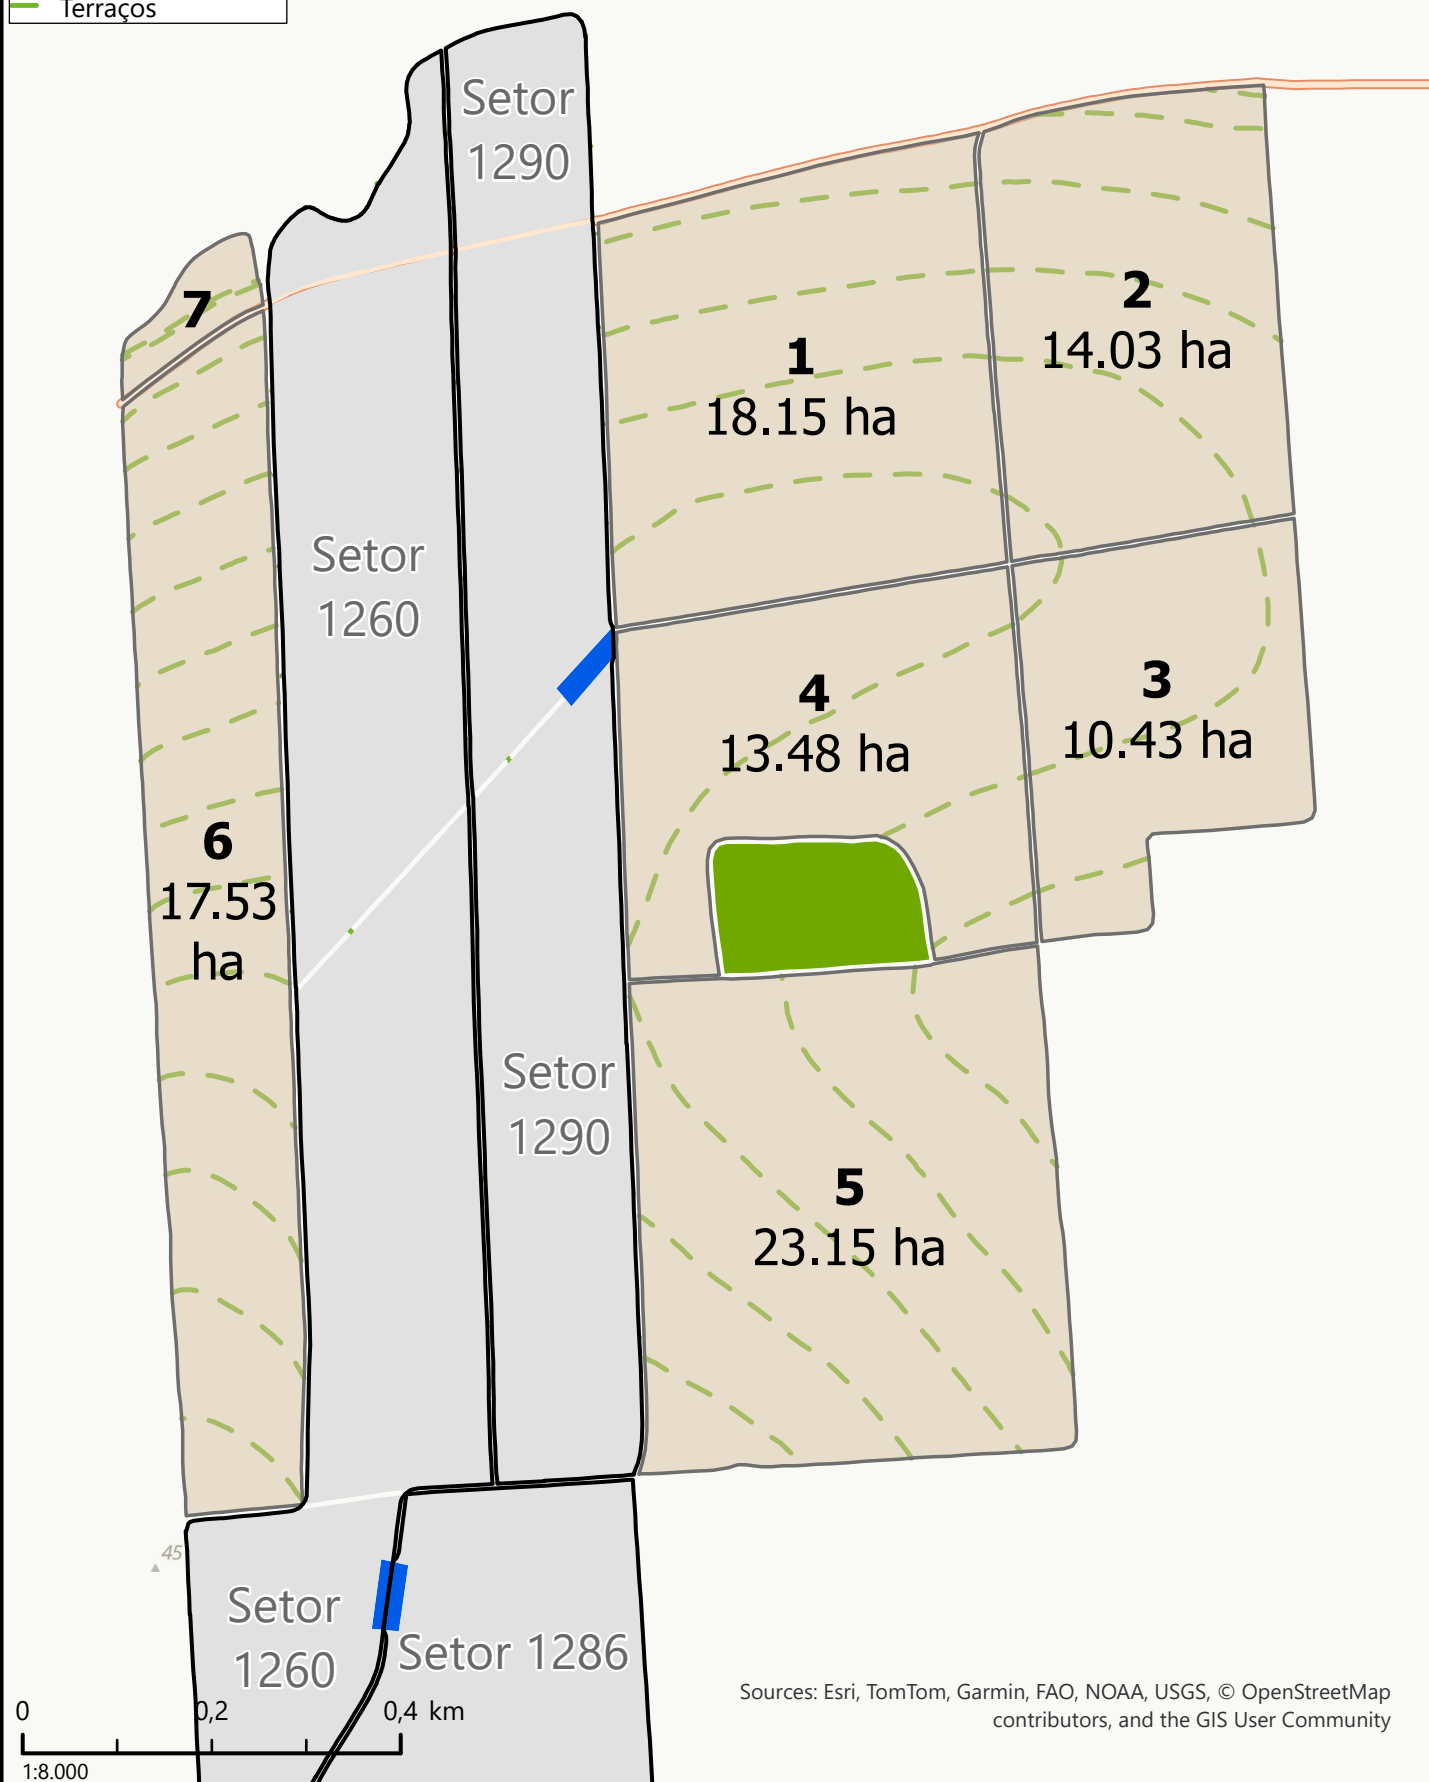 Terraços
Setor
1290
7
2
14.03 ha
1
18.15 ha
Setor
1260
4
13.48 ha
3
10.43 ha
6
17.53
ha
Setor
1290
5
23.15 ha
45
Setor
1260
Setor 1286
0 0,2 0,4 km
1:8.000
Sources: Esri, TomTom, Garmin, FAO, NOAA, USGS, © OpenStreetMap
contributors, and the GIS User Community